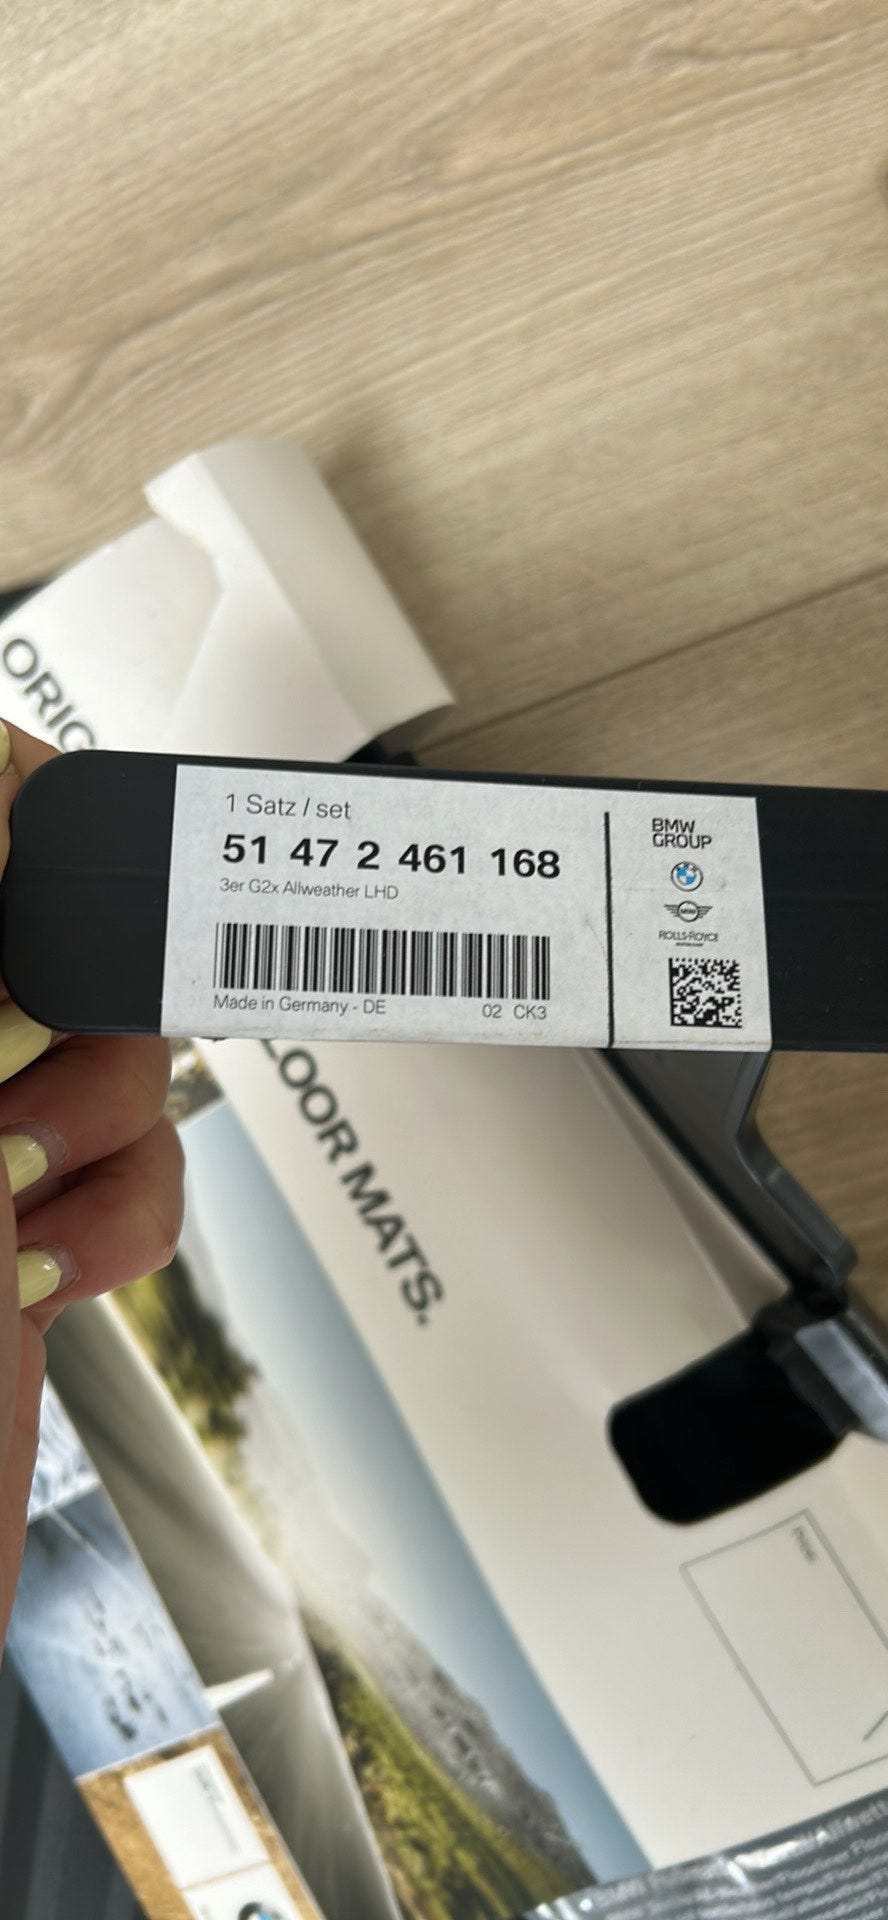 ORIG
1 Satz / set
51 47 2 461 168
3er G2x Allweather LHD
Made in Germany - DE
02 CK3
BMW
GROUP
ROLLS-ROYCE
LOOR MATS.